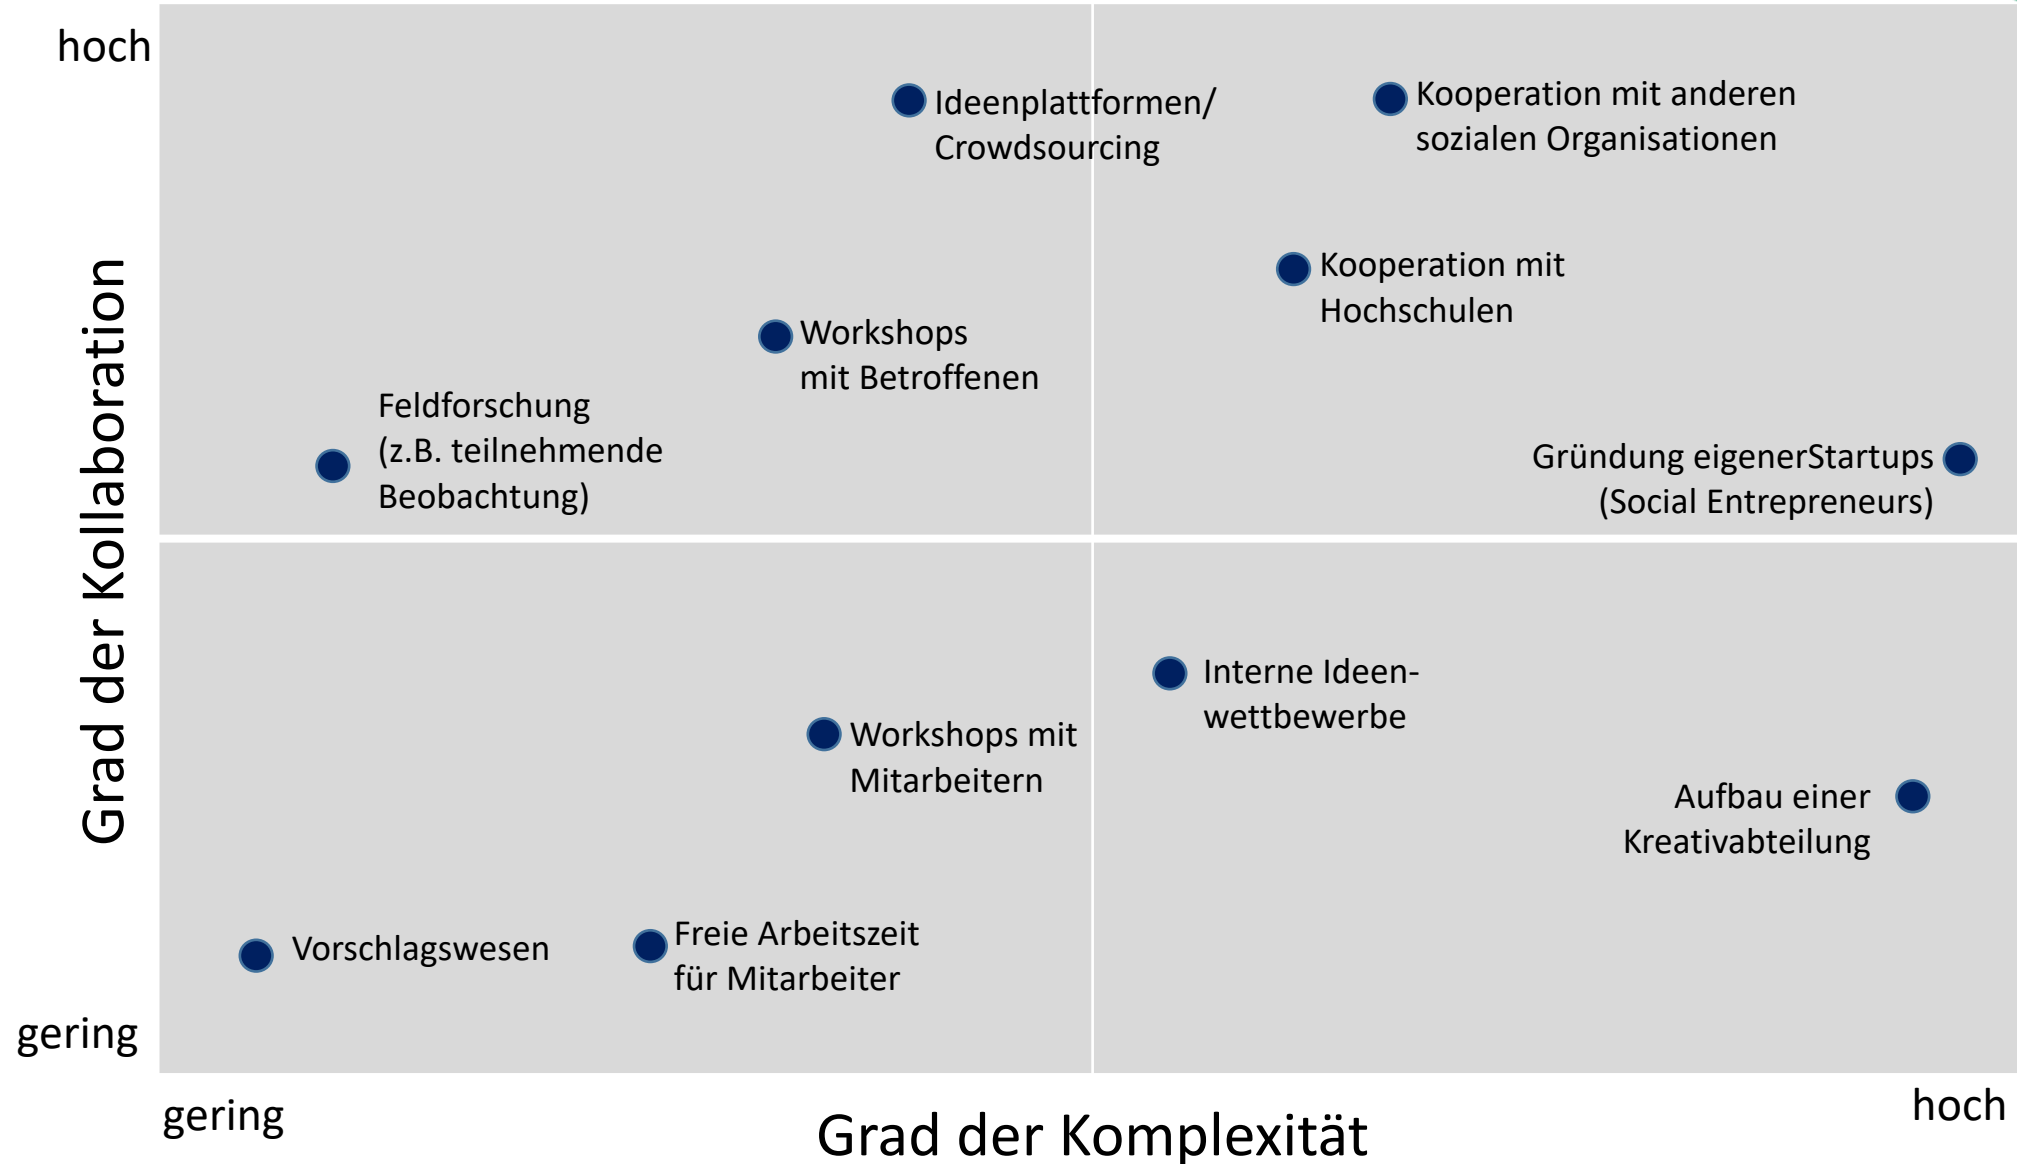 hoch
Ideenplattformen/
Crowdsourcing
Kooperation mit anderen
sozialen Organisationen
Kooperation mit
Hochschulen
Workshops
mit Betroffenen
Feldforschung
(z.B. teilnehmende
Beobachtung)
Gründung eigenerStartups
(Social Entrepreneurs)
Grad der Kollaboration
Interne Ideen-
wettbewerbe
Workshops mit
Mitarbeitern
Aufbau einer
Kreativabteilung
Vorschlagswesen
Freie Arbeitszeit
für Mitarbeiter
gering
gering
Grad der Komplexität
hoch